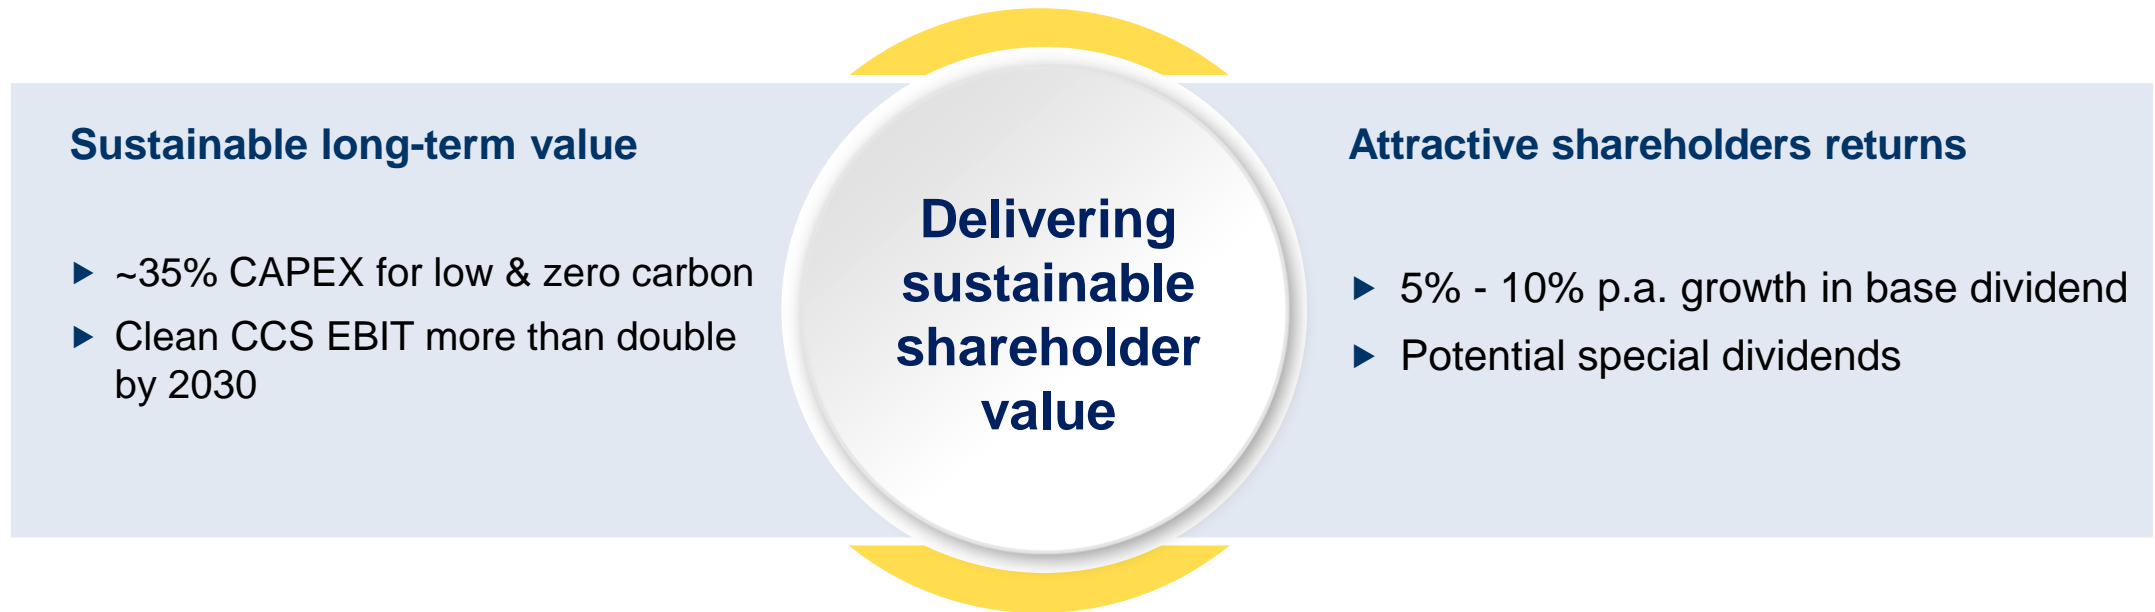 Sustainable long-term value
~35% CAPEX for low & zero carbon
Clean CCS EBIT more than double
by 2030
Delivering
sustainable
shareholder
value
Attractive shareholders returns
5% - 10% p.a. growth in base dividend
Potential special dividends